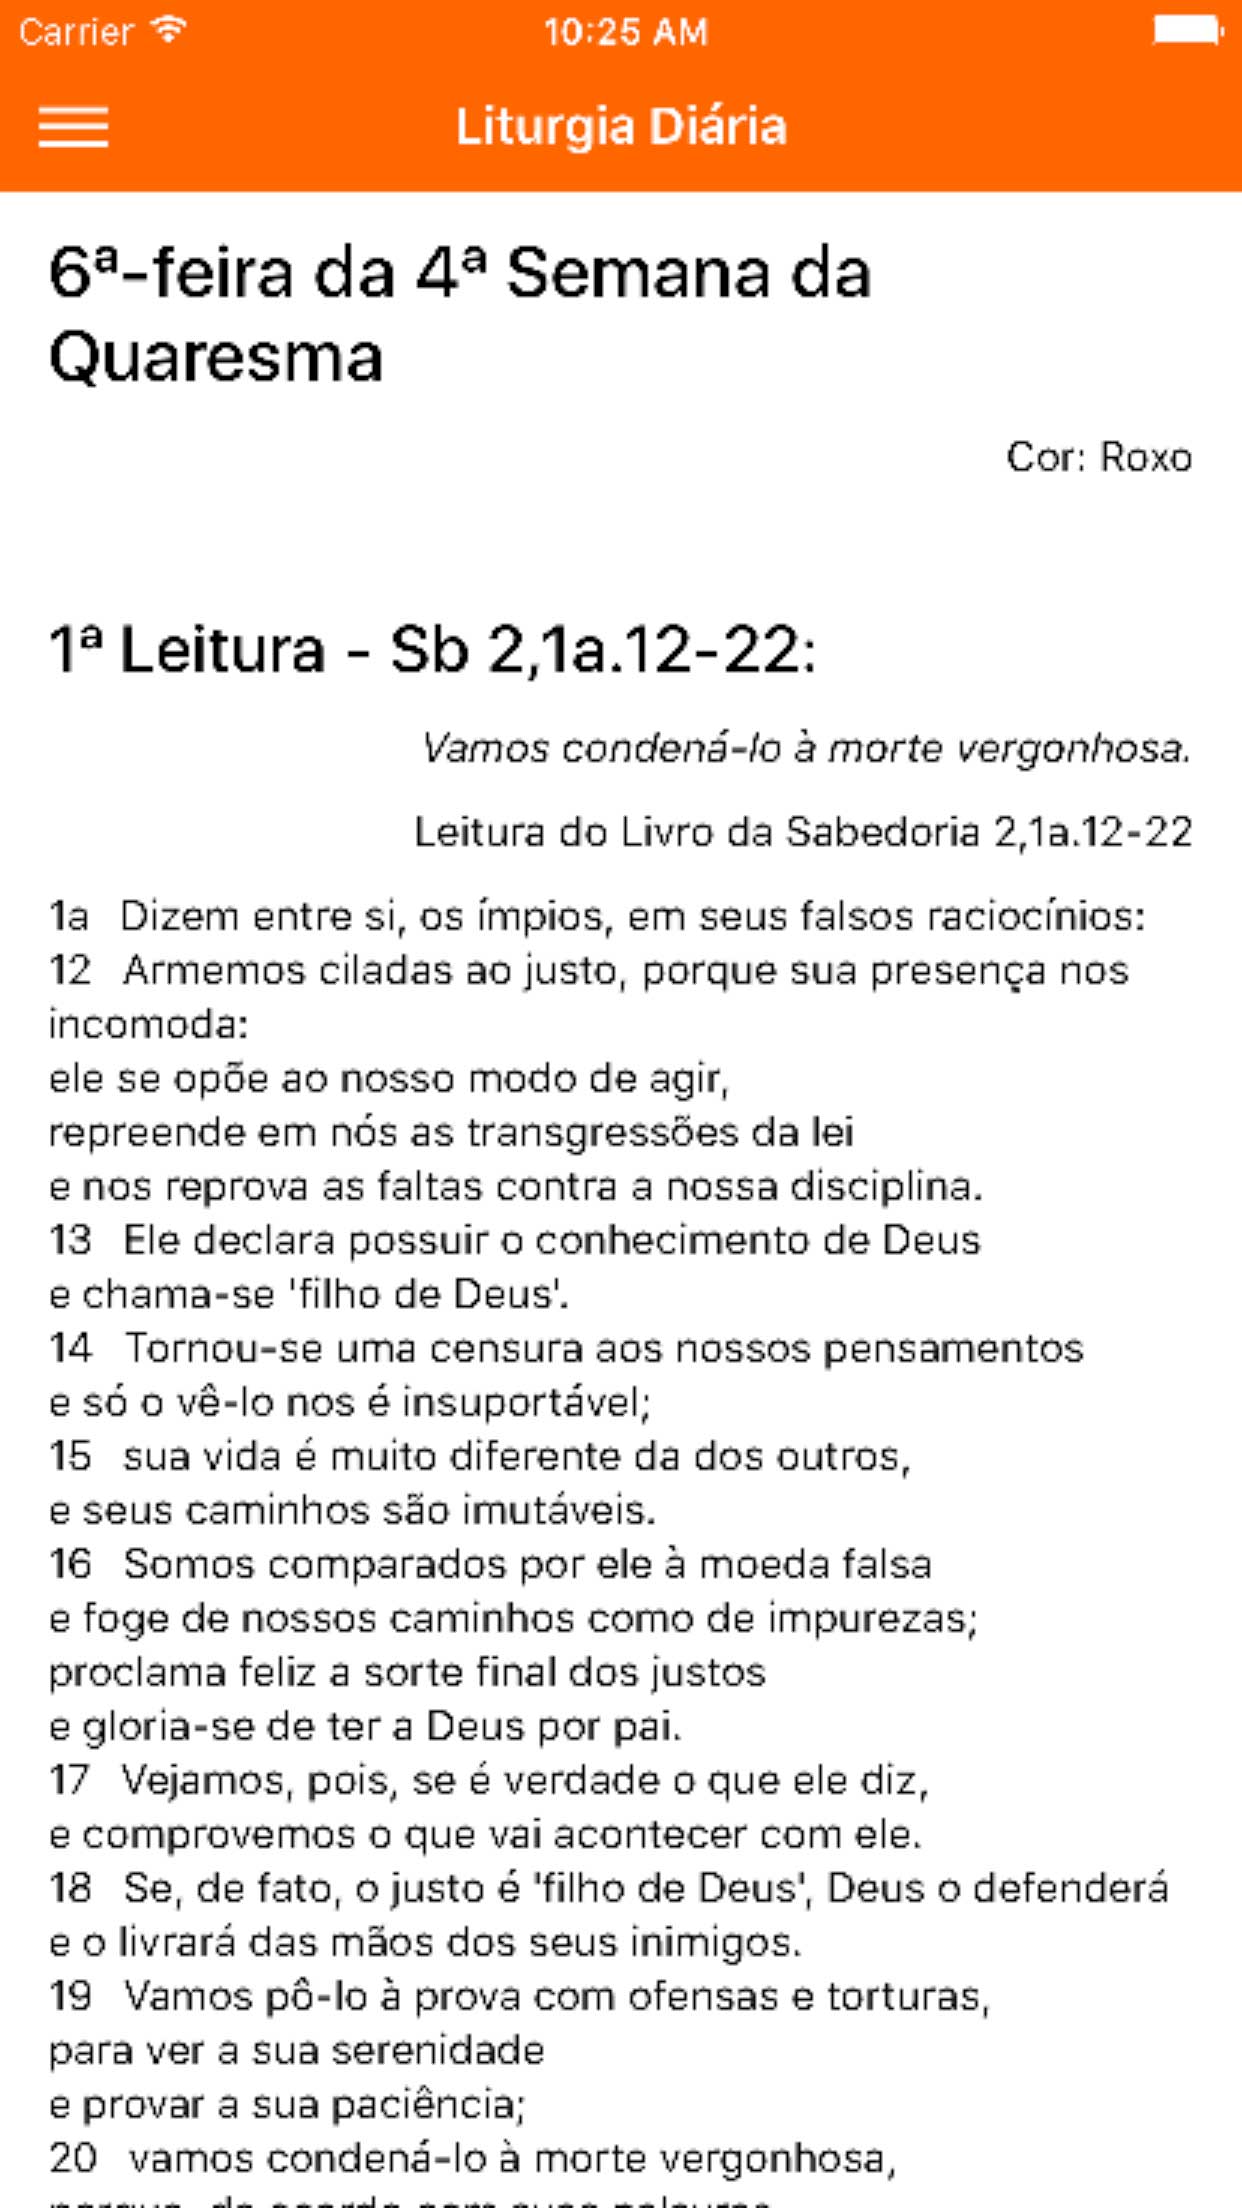 Carrier 10:25 AM
Liturgia Diária
6ª-feira da 4ª Semana da
Quaresma
Cor: Roxo
1ª Leitura - Sb 2,1a.12-22:
Vamos condená-lo à morte vergonhosa.
Leitura do Livro da Sabedoria 2,1a.12-22
1a Dizem entre si, os ímpios, em seus falsos raciocínios:
12 Armemos ciladas ao justo, porque sua presença nos
incomoda:
ele se opõe ao nosso modo de agir,
repreende em nós as transgressões da lei
e nos reprova as faltas contra a nossa disciplina.
13 Ele declara possuir o conhecimento de Deus
e chama-se 'filho de Deus'.
14 Tornou-se uma censura aos nossos pensamentos
e só o vê-lo nos é insuportável;
15 sua vida é muito diferente da dos outros,
e seus caminhos são imutáveis.
16 Somos comparados por ele à moeda falsa
e foge de nossos caminhos como de impurezas;
proclama feliz a sorte final dos justos
e gloria-se de ter a Deus por pai.
17 Vejamos, pois, se é verdade o que ele diz,
e comprovemos o que vai acontecer com ele.
18 Se, de fato, o justo é 'filho de Deus', Deus o defenderá
e o livrará das mãos dos seus inimigos.
19 Vamos pô-lo à prova com ofensas e torturas,
para ver a sua serenidade
e provar a sua paciência;
20 vamos condená-lo à morte vergonhosa,